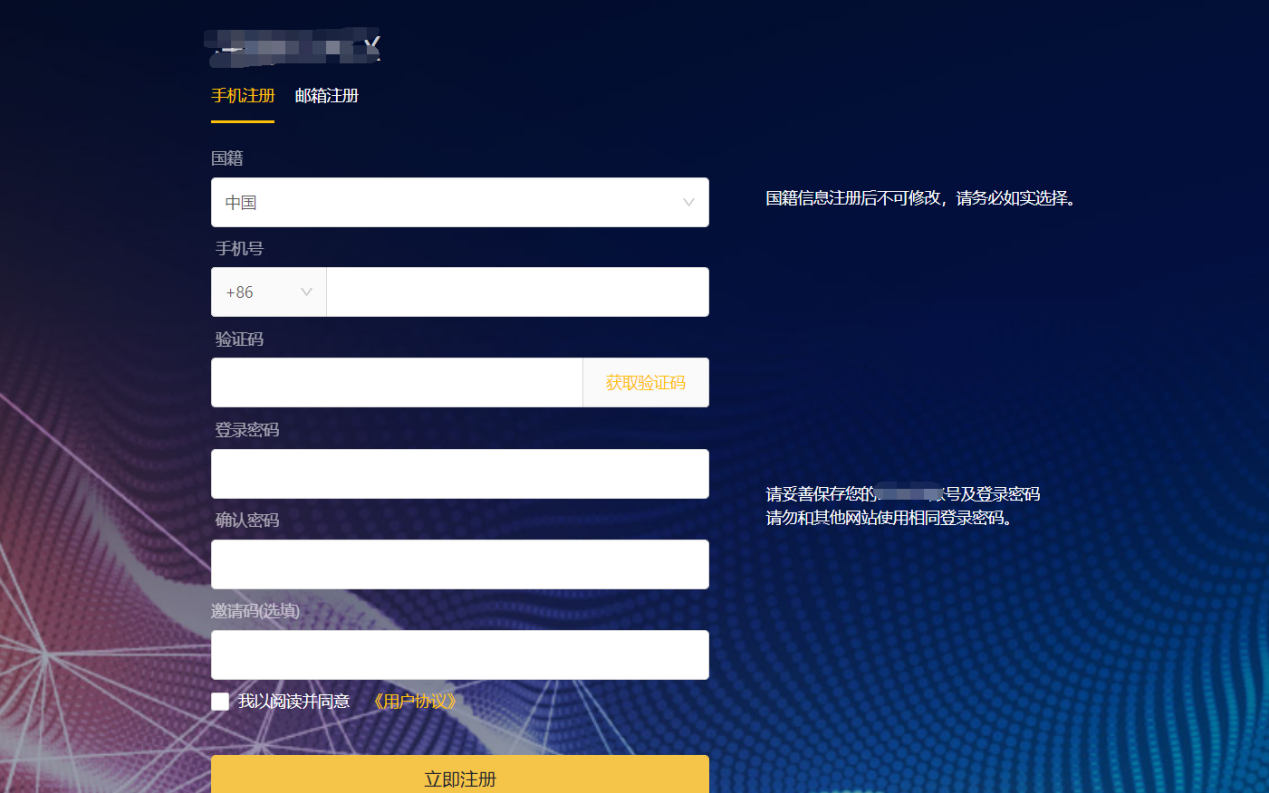 手机注册 邮箱注册
国籍
中国
国籍信息注册后不可修改，请务必如实选择。
手机号
+86
验证码
获取验证码
登录密码
请妥善保存您的 账号及登录密码
请勿和其他网站使用相同登录密码。
确认密码
邀请码(选填)
我以阅读并同意 《用户协议》
立即注册